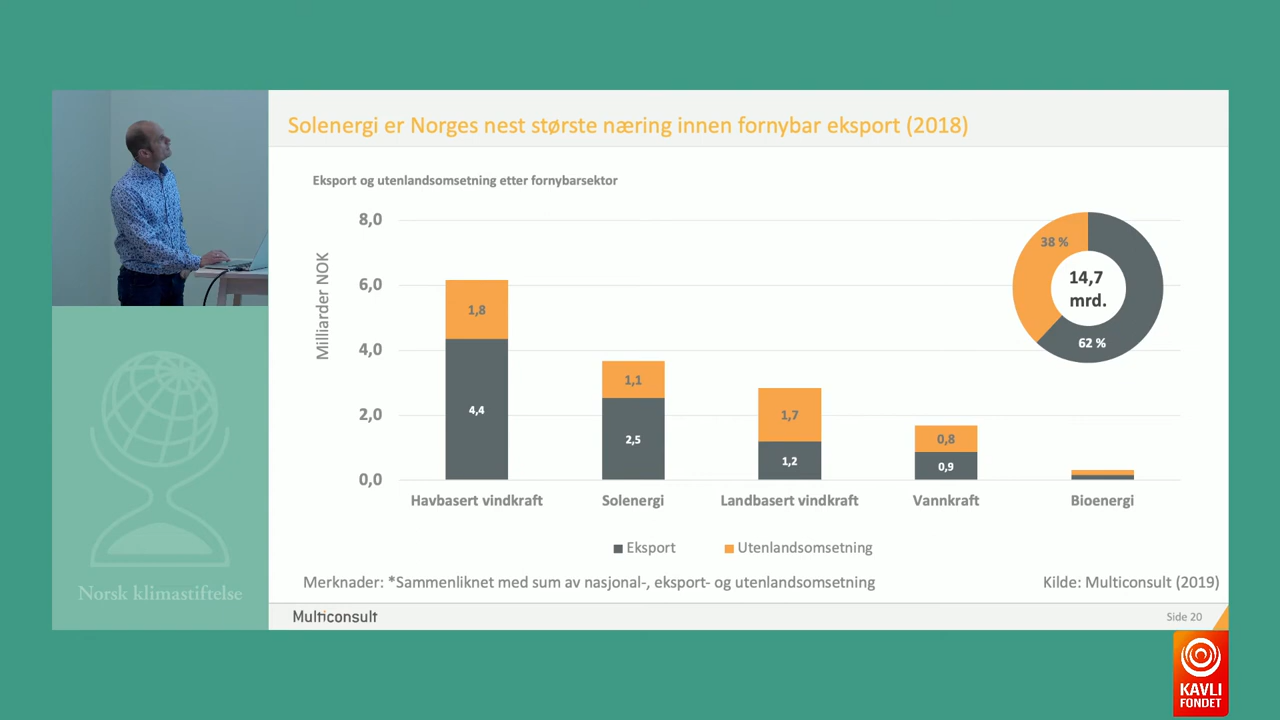 Solenergi er Norges nest største næring innen fornybar eksport (2018)
Eksport og utenlandsomsetning etter fornybarsektor
Milliarder NOK
8,0
6,0
4,0
2,0
0,0
1,8
4,4
1,1
2,5
1,7
1,2
0,8
0,9
38 %
14,7
mrd.
62 %
Havbasert vindkraft
Solenergi
Landbasert vindkraft
Vannkraft
Bioenergi
Eksport
Utenlandsomsetning
Merknader: *Sammenliknet med sum av nasjonal-, eksport- og utenlandsomsetning
Kilde: Multiconsult (2019)
Multiconsult
Side 20
Norsk klimastiftelse
KAVLI
FONDET